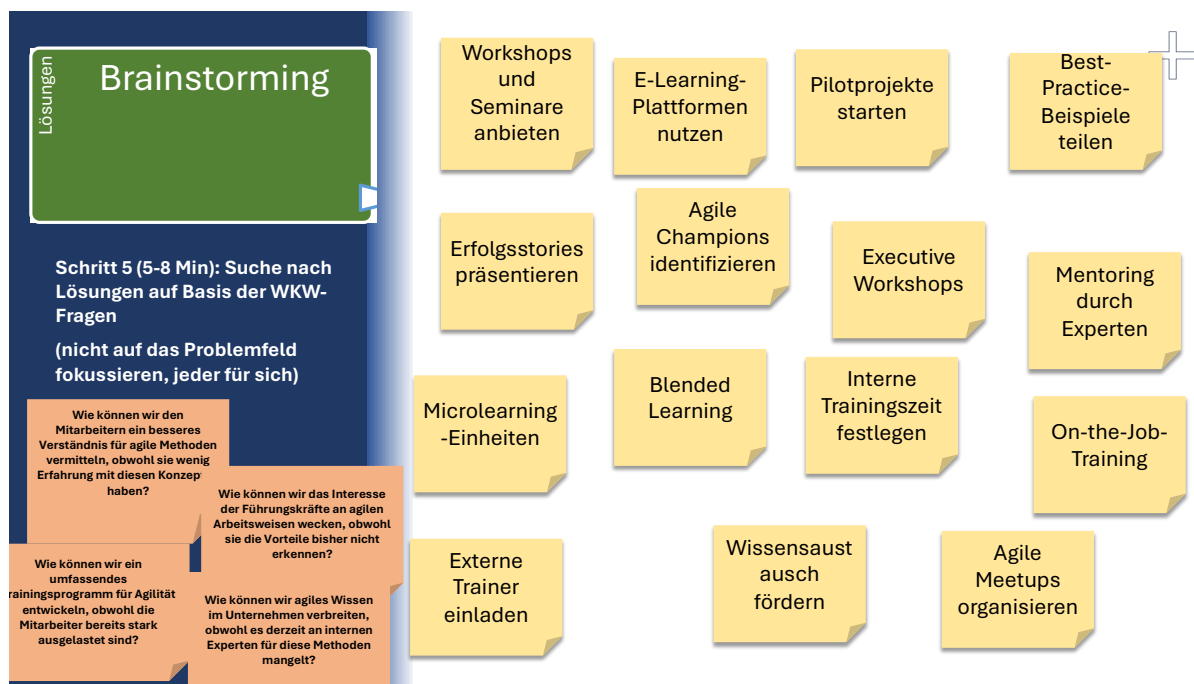 Lösungen
Brainstorming
Schritt 5 (5-8 Min): Suche nach
Lösungen auf Basis der WKW-
Fragen
(nicht auf das Problemfeld
fokussieren, jeder für sich)
Wie können wir den
Mitarbeitern ein besseres
Verständnis für agile Methoden
vermitteln, obwohl sie wenig
Erfahrung mit diesen Konzep
haben?
Wie können wir das Interesse
der Führungskräfte an agilen
Arbeitsweisen wecken, obwohl
sie die Vorteile bisher nicht
erkennen?
Wie können wir ein
umfassendes
rainingsprogramm für Agilität
entwickeln, obwohl die
Mitarbeiter bereits stark
ausgelastet sind?
Wie können wir agiles Wissen
im Unternehmen verbreiten,
obwohl es derzeit an internen
Experten für diese Methoden
mangelt?
Workshops
und
Seminare
anbieten
E-Learning-
Plattformen
nutzen
Pilotprojekte
starten
Best-
Practice-
Beispiele
teilen
Erfolgsstories
präsentieren
Agile
Champions
identifizieren
Executive
Workshops
Mentoring
durch
Experten
Microlearning
-Einheiten
Blended
Learning
Interne
Trainingszeit
festlegen
On-the-Job-
Training
Externe
Trainer
einladen
Wissensaust
ausch
fördern
Agile
Meetups
organisieren